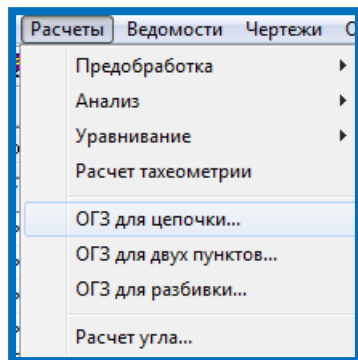 Расчеты Ведомости Чертежи
Предобработка
Анализ
Уравнивание
Расчет тахеометрии
ОГЗ для цепочки...
ОГЗ для двух пунктов...
ОГЗ для разбивки...
Расчет угла...